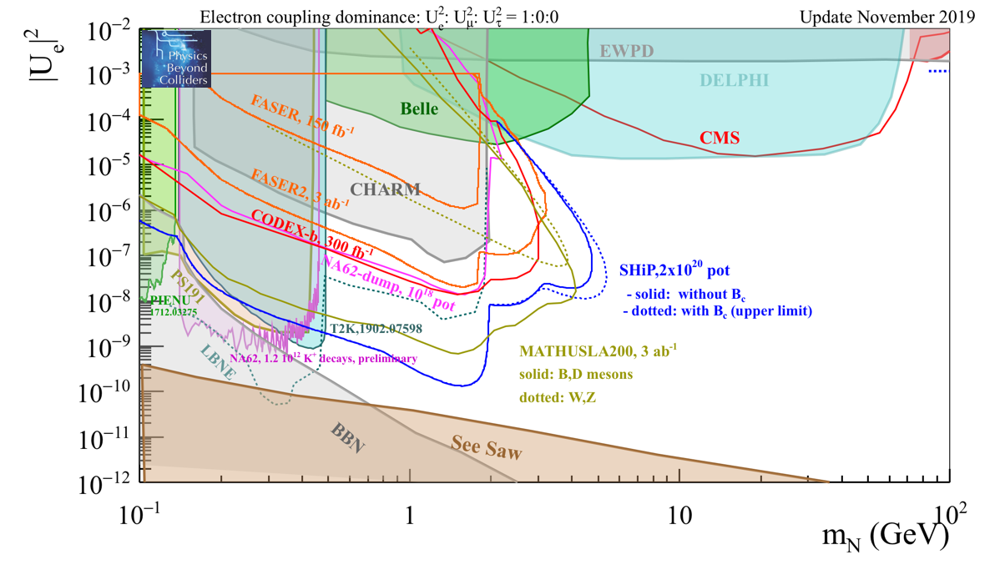 Electron coupling dominance: U²ₑ: U²_μ: U²_τ = 1:0:0
Update November 2019
|Uₑ|²
10⁻²
10⁻³
10⁻⁴
10⁻⁵
10⁻⁶
10⁻⁷
10⁻⁸
10⁻⁹
10⁻¹⁰
10⁻¹¹
10⁻¹²
Physics
Beyond
Colliders
EWPD
DELPHI
Belle
CMS
FASER, 150 fb⁻¹
FASER2, 3 ab⁻¹
CHARM
CODEX-b, 300 fb⁻¹
NA62-dump, 10¹⁸ pot
SHiP,2x10²⁰ pot
- solid: without B_c
- dotted: with B_c (upper limit)
PS191
PIENU
1712.03275
T2K,1902.07598
NA62, 1.2 10¹² K⁺ decays, preliminary
LBNE
MATHUSLA200, 3 ab⁻¹
solid: B,D mesons
dotted: W,Z
BBN
See Saw
10⁻¹
1
10
10²
m_N (GeV)